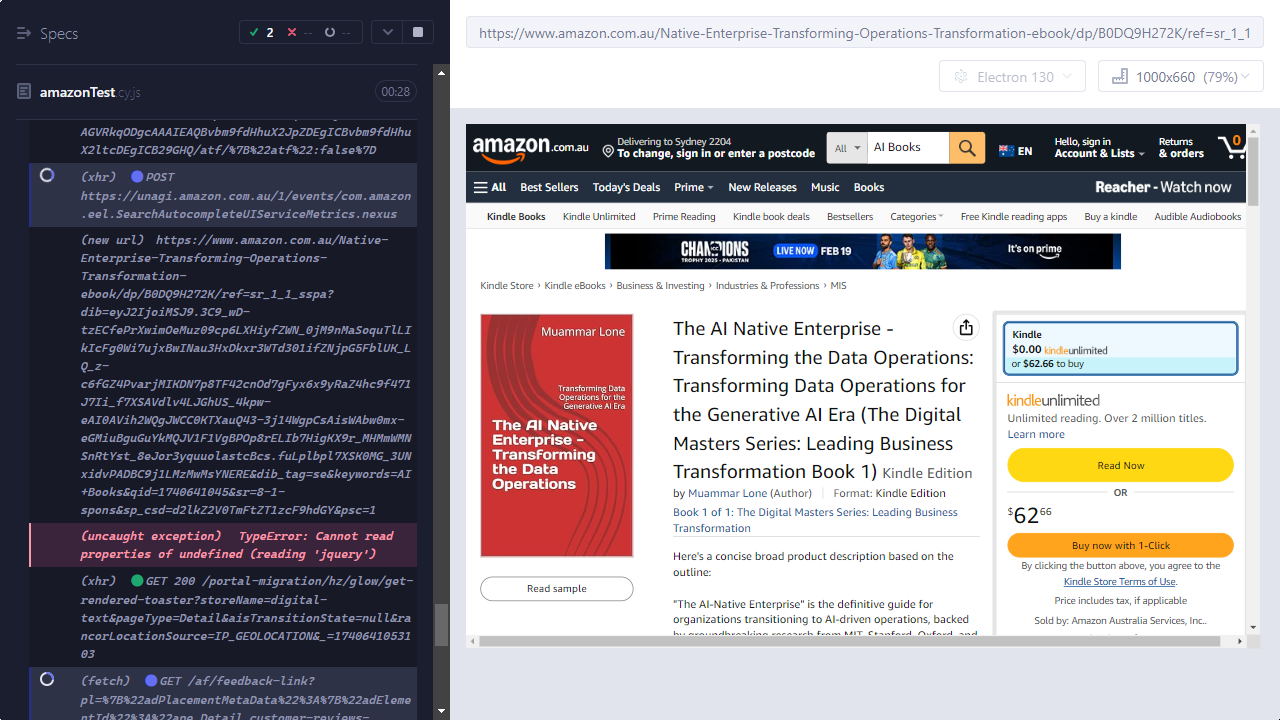 Specs
2
--
--
amazonTest.cy.js
00:28
AGVRkqODgcAAAIEAQBvbm9fdHhuX2JpZDEgICBvbm9fdHhu
X2ltcDEgICB29GHQ/atf/%7B%22atf%22:false%7D
(xhr) POST
https://unagi.amazon.com.au/1/events/com.amazon
.eel.SearchAutocompleteUIServiceMetrics.nexus
(new url) https://www.amazon.com.au/Native-
Enterprise-Transforming-Operations-
Transformation-
ebook/dp/B0DQ9H272K/ref=sr_1_1_sspa?
dib=eyJ2IjoiMSJ9.3C9_wD-
tzECfePrXwimOeMuz09cp6LXHiyfZWN_0jM9nMaSoquTlLI
kIcFg0Wi7ujxBwINau3HxDkxr3WTd301ifZNjpG5FblUK_L
Q_z-
c6fGZ4PvarjMIKDN7p8TF42cnOd7gFyx6x9yRaZ4hc9f471
J7Ii_f7XSAVdlv4LJGhUS_4kpw-
eAI0AVih2WQgJWCC0KTXauQ43-3j14WgpCsAisWAbw0mx-
eGMiuBguGuYkMQJV1F1VgBPOp8rELIb7HigKX9r_MHMmWMN
SnRtYst_8eJor3yquuolastcBcs.fuLplbpl7XSK0MG_3UN
xidvPADBC9j1LMzMwMsYNERE&dib_tag=se&keywords=AI
+Books&qid=1740641045&sr=8-1-
spons&sp_csd=d2lkZ2V0TmFtZT1zcF9hdGY&psc=1
(uncaught exception) TypeError: Cannot read
properties of undefined (reading 'jquery')
(xhr) GET 200 /portal-migration/hz/glow/get-
rendered-toaster?storeName=digital-
text&pageType=Detail&aisTransitionState=null&ra
ncorLocationSource=IP_GEOLOCATION&_=17406410531
03
(fetch) GET /af/feedback-link?
pl=%7B%22adPlacementMetaData%22%3A%7B%22adEleme
ntId%22%3A%22ape_Detail_customer-reviews-
https://www.amazon.com.au/Native-Enterprise-Transforming-Operations-Transformation-ebook/dp/B0DQ9H272K/ref=sr_1_1
Electron 130
1000x660 (79%)
amazon.com.au
Delivering to Sydney 2204
To change, sign in or enter a postcode
All
AI Books
EN
Hello, sign in
Account & Lists
Returns
& orders
0
All
Best Sellers
Today's Deals
Prime
New Releases
Music
Books
Reacher - Watch now
Kindle Books
Kindle Unlimited
Prime Reading
Kindle book deals
Bestsellers
Categories
Free Kindle reading apps
Buy a kindle
Audible Audiobooks
CHAMPIONS
TROPHY 2025 - PAKISTAN
LIVE NOW FEB 19
It's on prime
Kindle Store › Kindle eBooks › Business & Investing › Industries & Professions › MIS
Muammar Lone
Transforming Data
Operations for the
Generative AI Era
The AI Native
Enterprise -
Transforming
the Data
Operations
Read sample
The AI Native Enterprise -
Transforming the Data Operations:
Transforming Data Operations for
the Generative AI Era (The Digital
Masters Series: Leading Business
Transformation Book 1) Kindle Edition
by Muammar Lone (Author)
Format: Kindle Edition
Book 1 of 1: The Digital Masters Series: Leading Business
Transformation
Here's a concise broad product description based on the
outline:
"The AI-Native Enterprise" is the definitive guide for
organizations transitioning to AI-driven operations, backed
by groundbreaking research from MIT, Stanford, Oxford, and
Kindle
$0.00 kindleunlimited
or $62.66 to buy
kindleunlimited
Unlimited reading. Over 2 million titles.
Learn more
Read Now
OR
$6266
Buy now with 1-Click
By clicking the button above, you agree to the
Kindle Store Terms of Use.
Price includes tax, if applicable
Sold by: Amazon Australia Services, Inc..